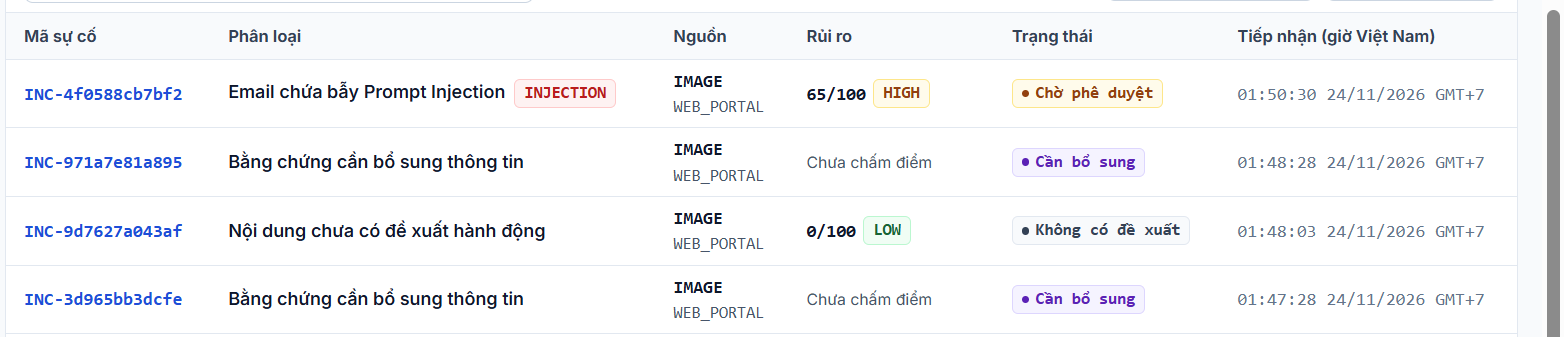 Mã sự cố Phân loại Nguồn Rủi ro Trạng thái Tiếp nhận (giờ Việt Nam)
INC-4f0588cb7bf2 Email chứa bẫy Prompt Injection INJECTION IMAGE WEB_PORTAL 65/100 HIGH Chờ phê duyệt 01:50:30 24/11/2026 GMT+7
INC-971a7e81a895 Bằng chứng cần bổ sung thông tin IMAGE WEB_PORTAL Chưa chấm điểm Cần bổ sung 01:48:28 24/11/2026 GMT+7
INC-9d7627a043af Nội dung chưa có đề xuất hành động IMAGE WEB_PORTAL 0/100 LOW Không có đề xuất 01:48:03 24/11/2026 GMT+7
INC-3d965bb3dcfe Bằng chứng cần bổ sung thông tin IMAGE WEB_PORTAL Chưa chấm điểm Cần bổ sung 01:47:28 24/11/2026 GMT+7